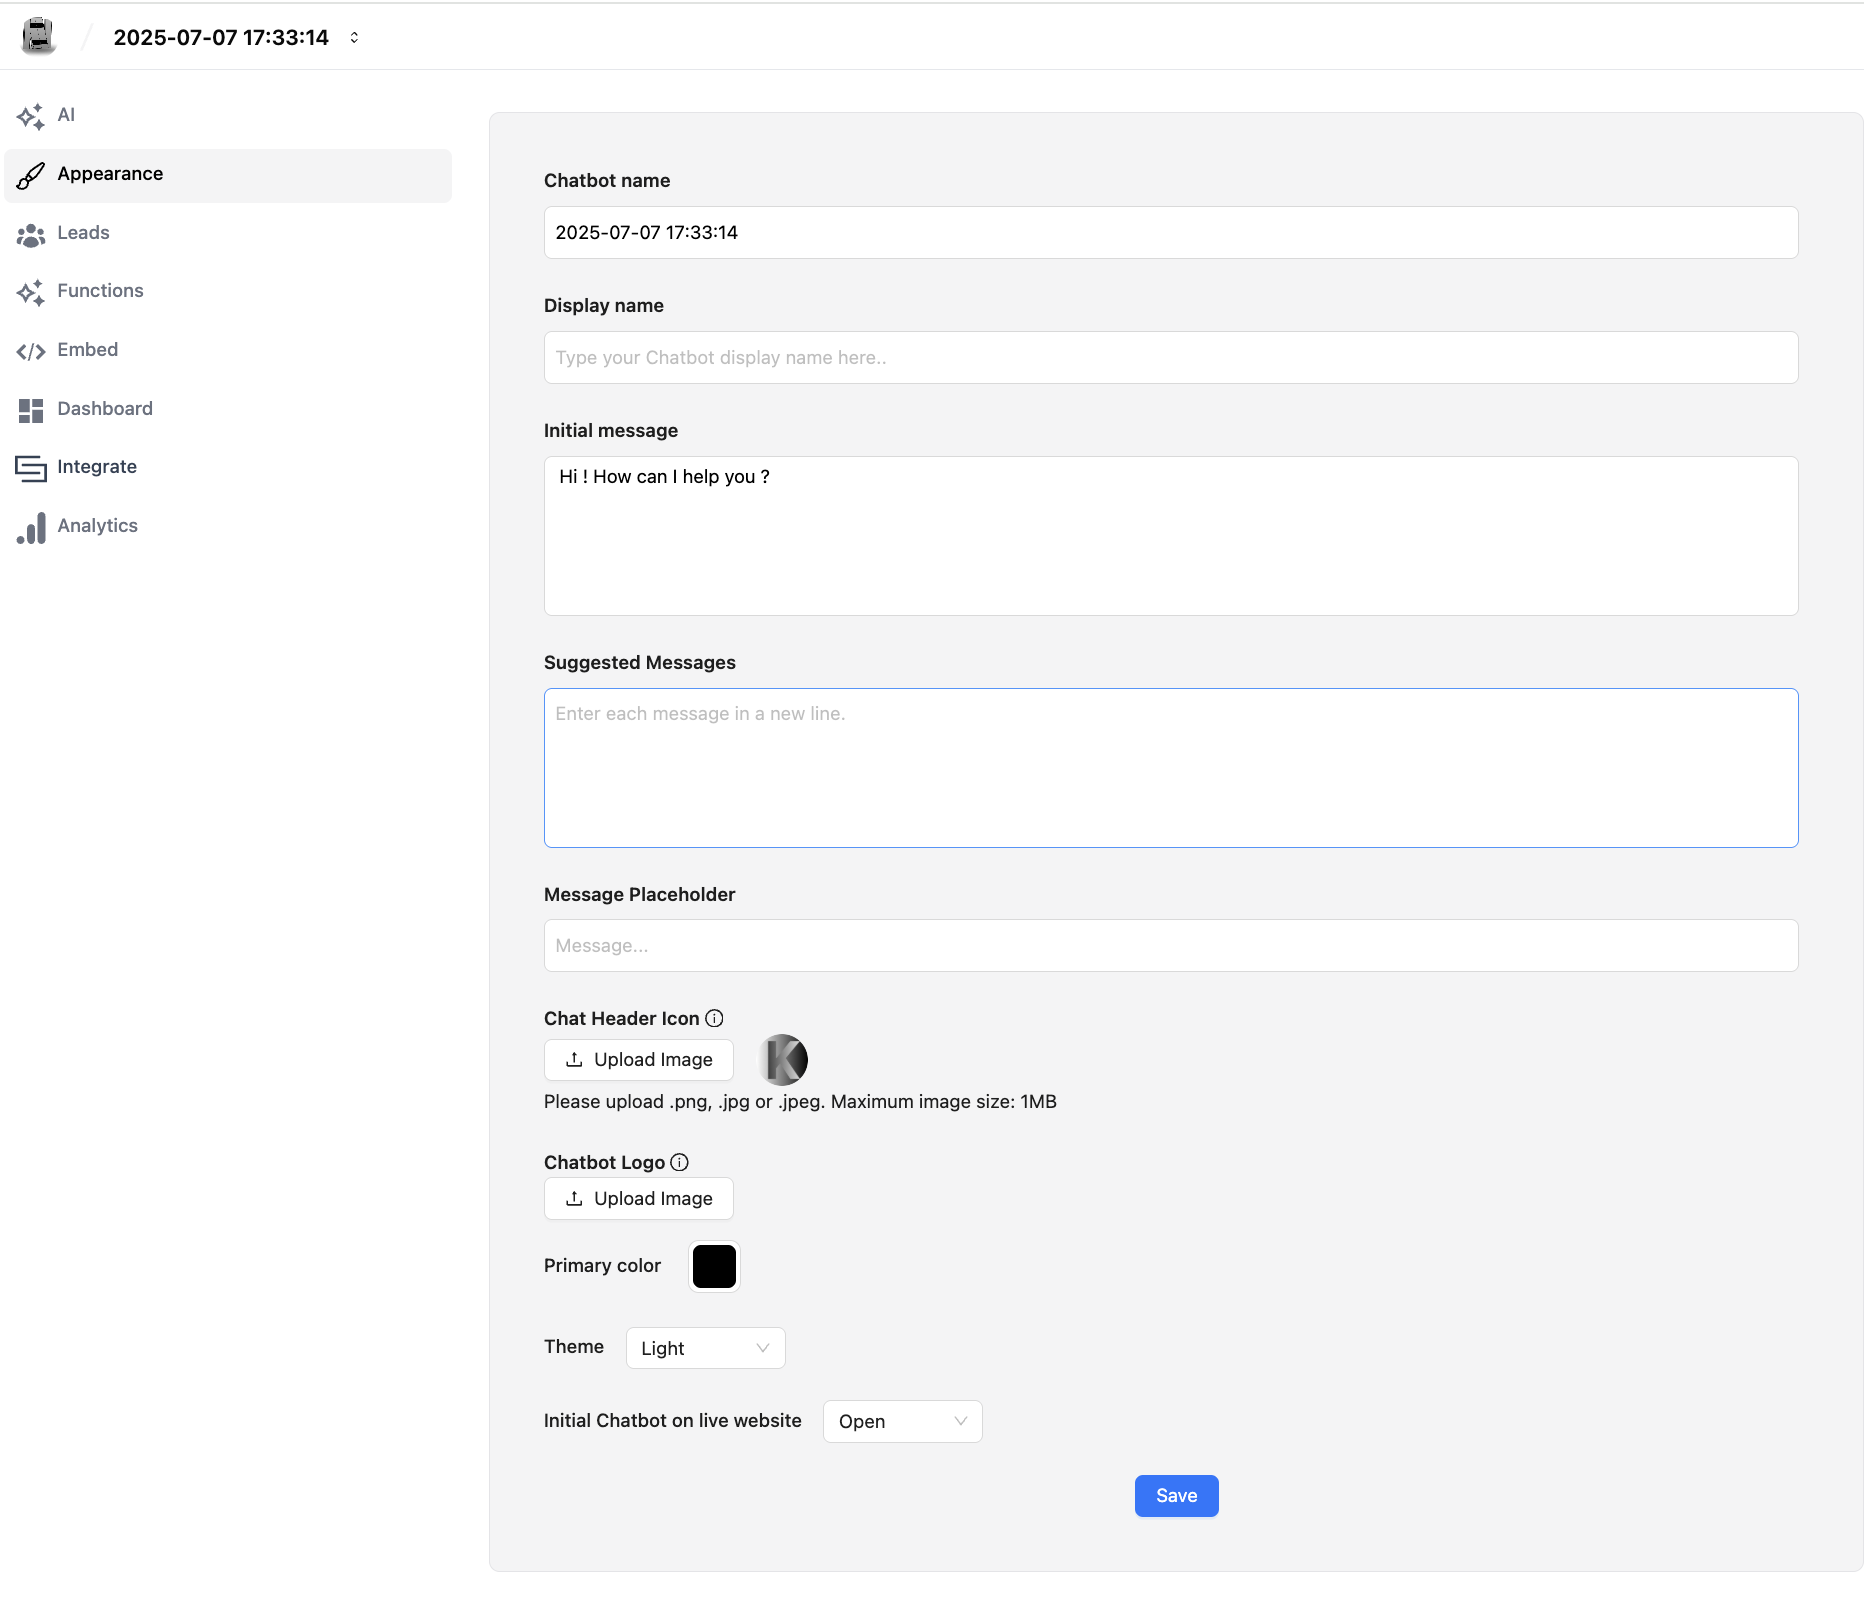 2025-07-07 17:33:14
AI
Appearance
Leads
Functions
Embed
Dashboard
Integrate
Analytics
Chatbot name
2025-07-07 17:33:14
Display name
Type your Chatbot display name here..
Initial message
Hi ! How can I help you ?
Suggested Messages
Enter each message in a new line.
Message Placeholder
Message...
Chat Header Icon
Upload Image
K
Please upload .png, .jpg or .jpeg. Maximum image size: 1MB
Chatbot Logo
Upload Image
Primary color
Theme Light
Initial Chatbot on live website Open
Save